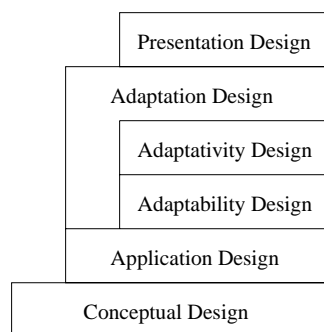 Presentation Design
Adaptation Design
Adaptativity Design
Adaptability Design
Application Design
Conceptual Design